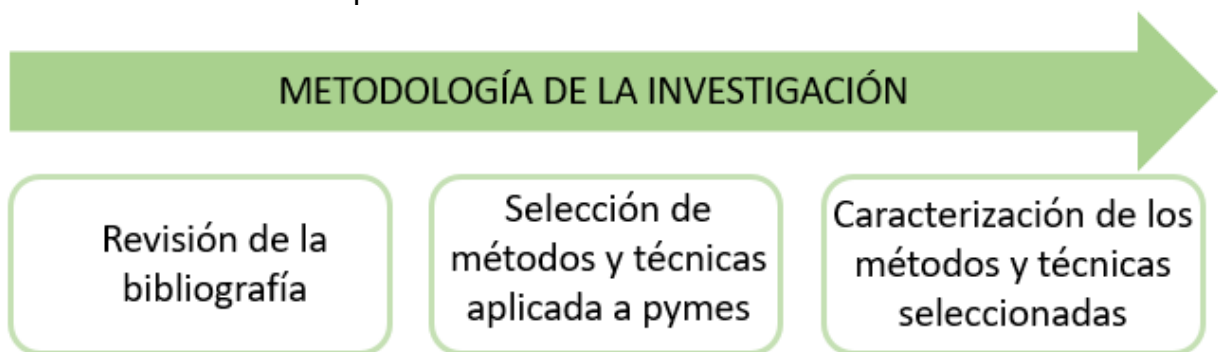 METODOLOGÍA DE LA INVESTIGACIÓN
Revisión de la
bibliografía
Selección de
métodos y técnicas
aplicada a pymes
Caracterización de los
métodos y técnicas
seleccionadas